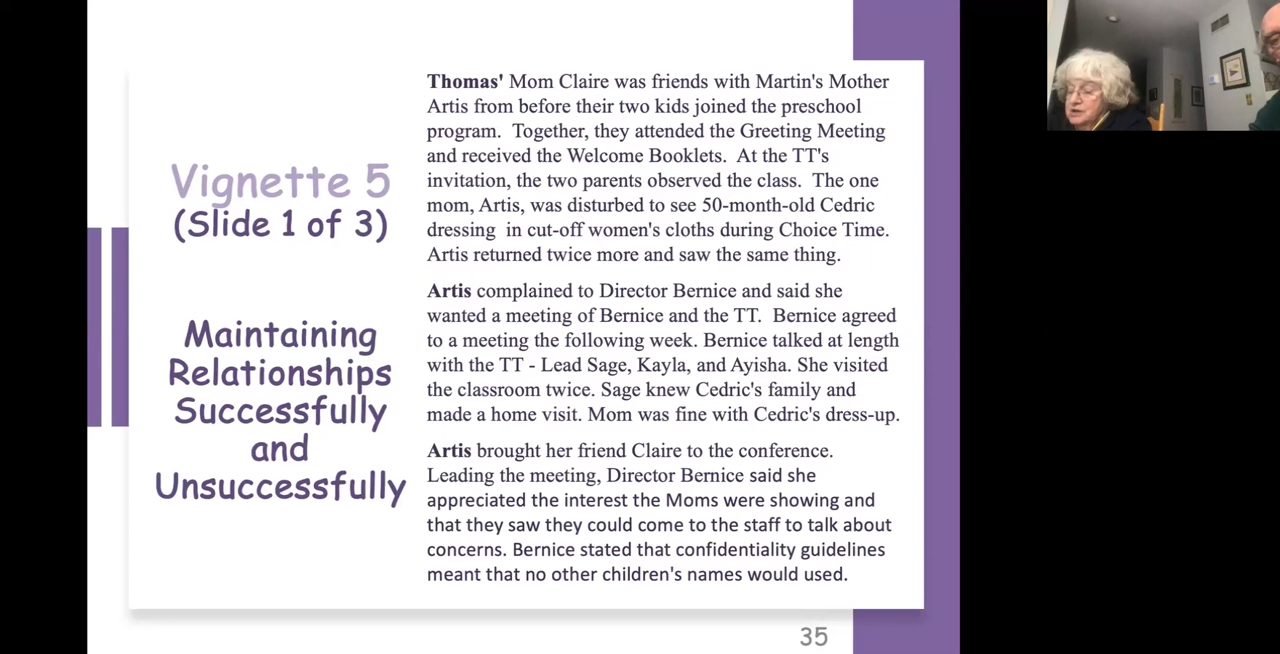 Vignette 5
(Slide 1 of 3)
Maintaining
Relationships
Successfully
and
Unsuccessfully
Thomas' Mom Claire was friends with Martin's Mother
Artis from before their two kids joined the preschool
program.  Together, they attended the Greeting Meeting
and received the Welcome Booklets.  At the TT's
invitation, the two parents observed the class.  The one
mom, Artis, was disturbed to see 50-month-old Cedric
dressing  in cut-off women's cloths during Choice Time.
Artis returned twice more and saw the same thing.
Artis complained to Director Bernice and said she
wanted a meeting of Bernice and the TT.  Bernice agreed
to a meeting the following week. Bernice talked at length
with the TT - Lead Sage, Kayla, and Ayisha. She visited
the classroom twice. Sage knew Cedric's family and
made a home visit. Mom was fine with Cedric's dress-up.
Artis brought her friend Claire to the conference.
Leading the meeting, Director Bernice said she
appreciated the interest the Moms were showing and
that they saw they could come to the staff to talk about
concerns. Bernice stated that confidentiality guidelines
meant that no other children's names would used.
35